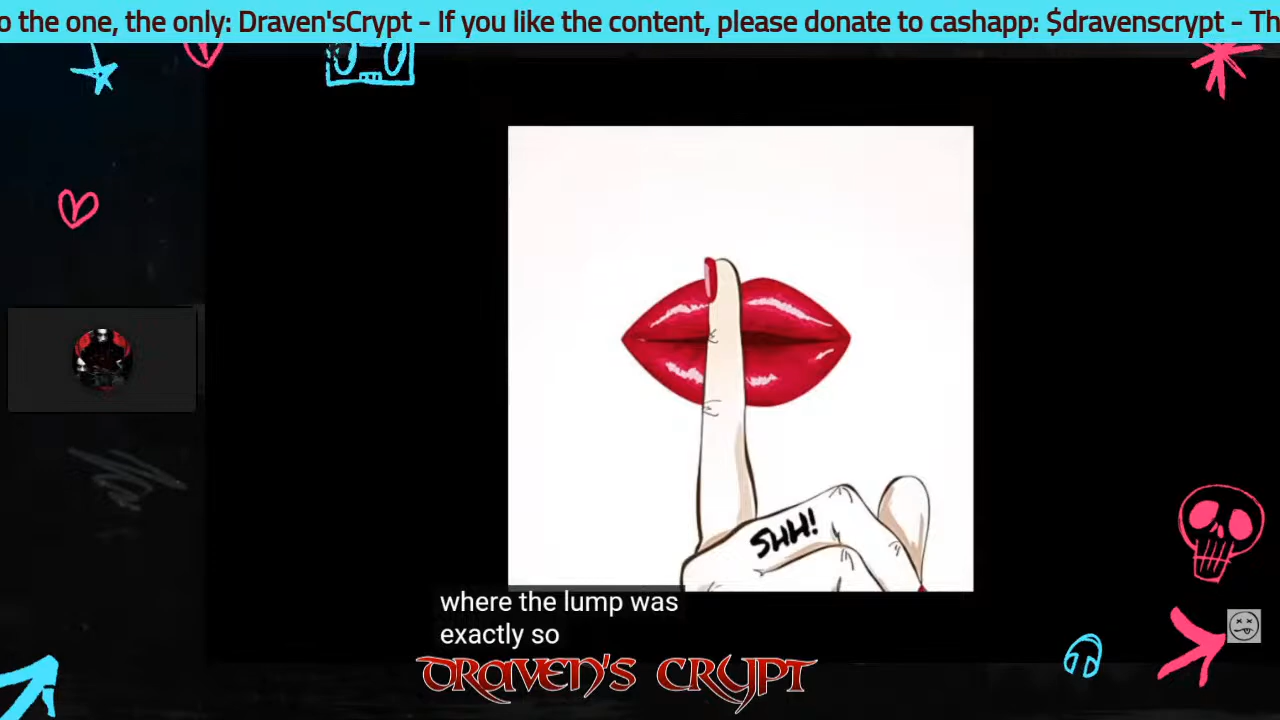 o the one, the only: Draven'sCrypt - If you like the content, please donate to cashapp: $dravenscrypt - Th
SHH!
where the lump was
exactly so
DRAVEN'S CRYPT